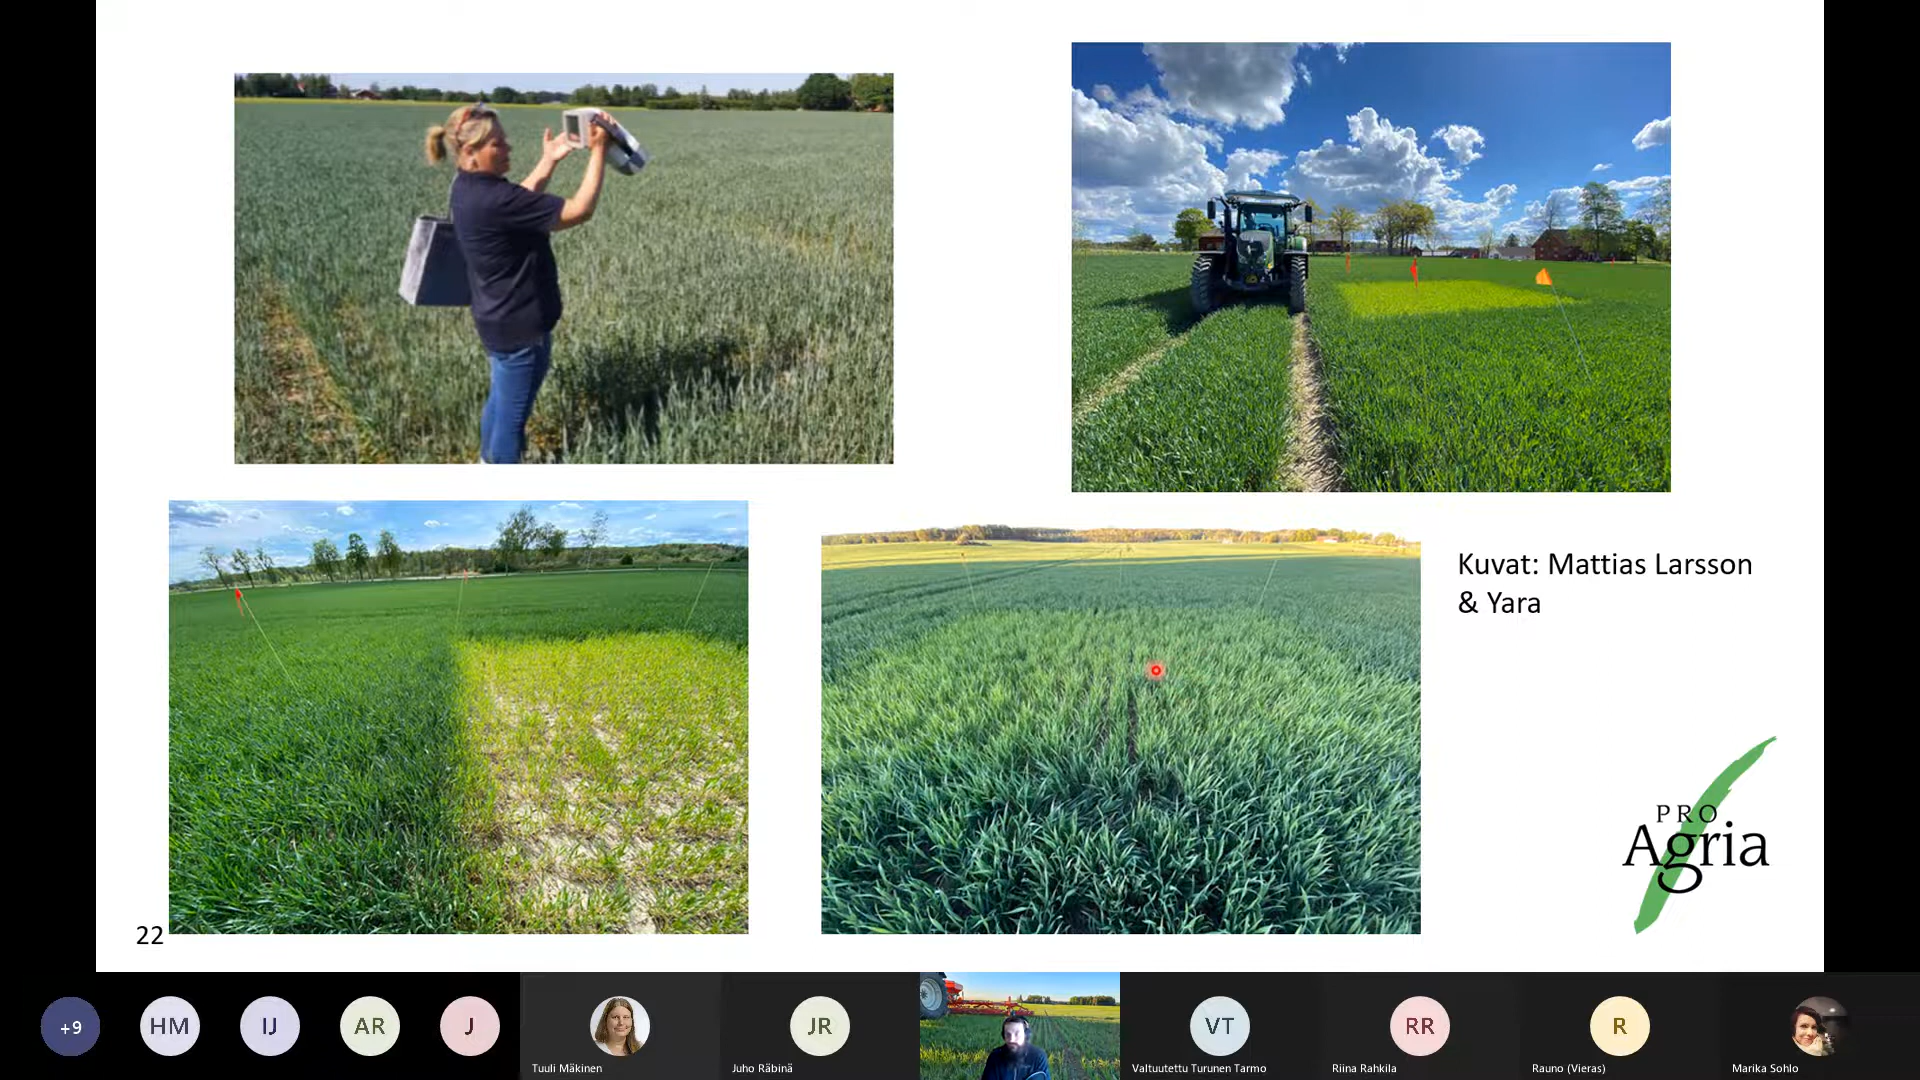 Kuvat: Mattias Larsson
& Yara
PRO
Agria
22
+9
HM
IJ
AR
J
Tuuli Mäkinen
JR
Juho Räbinä
VT
Valtuutettu Turunen Tarmo
RR
Riina Rahkila
R
Rauno (Vieras)
Marika Sohlo